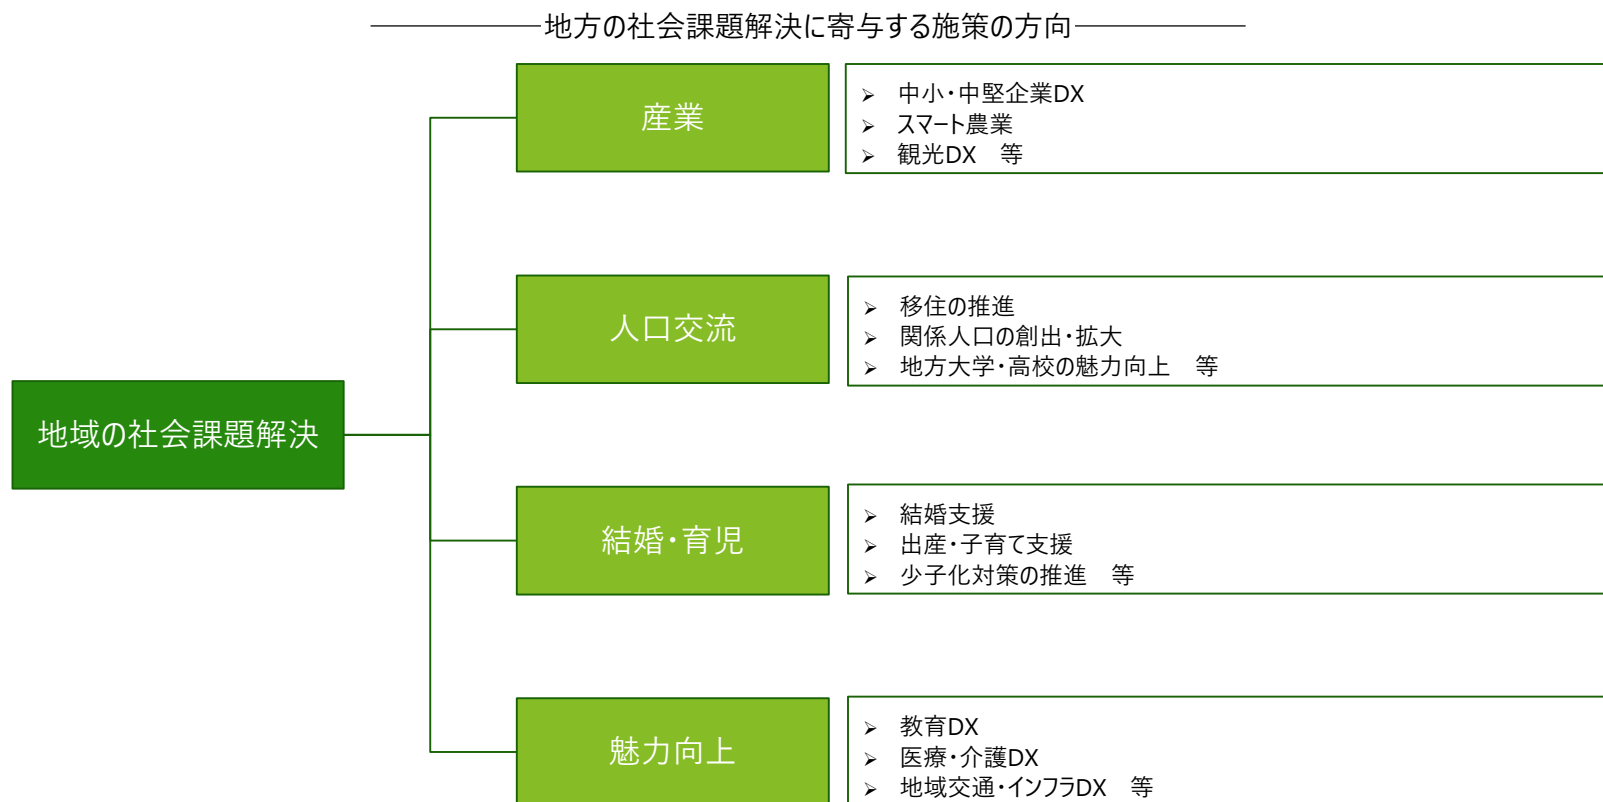 地方の社会課題解決に寄与する施策の方向
産業
➢ 中小・中堅企業DX
➢ スマート農業
➢ 観光DX 等
人口交流
➢ 移住の推進
➢ 関係人口の創出・拡大
➢ 地方大学・高校の魅力向上 等
地域の社会課題解決
結婚・育児
➢ 結婚支援
➢ 出産・子育て支援
➢ 少子化対策の推進 等
魅力向上
➢ 教育DX
➢ 医療・介護DX
➢ 地域交通・インフラDX 等